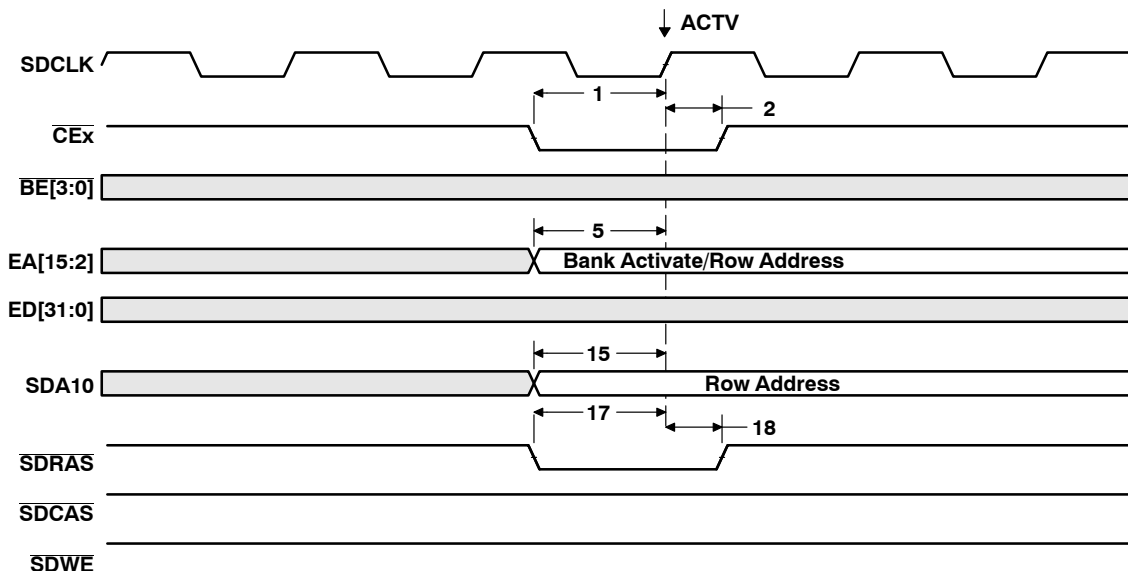 ACTV
SDCLK
1
2
CEx
BE[3:0]
5
EA[15:2] Bank Activate/Row Address
ED[31:0]
15
SDA10 Row Address
17
18
SDRAS
SDCAS
SDWE